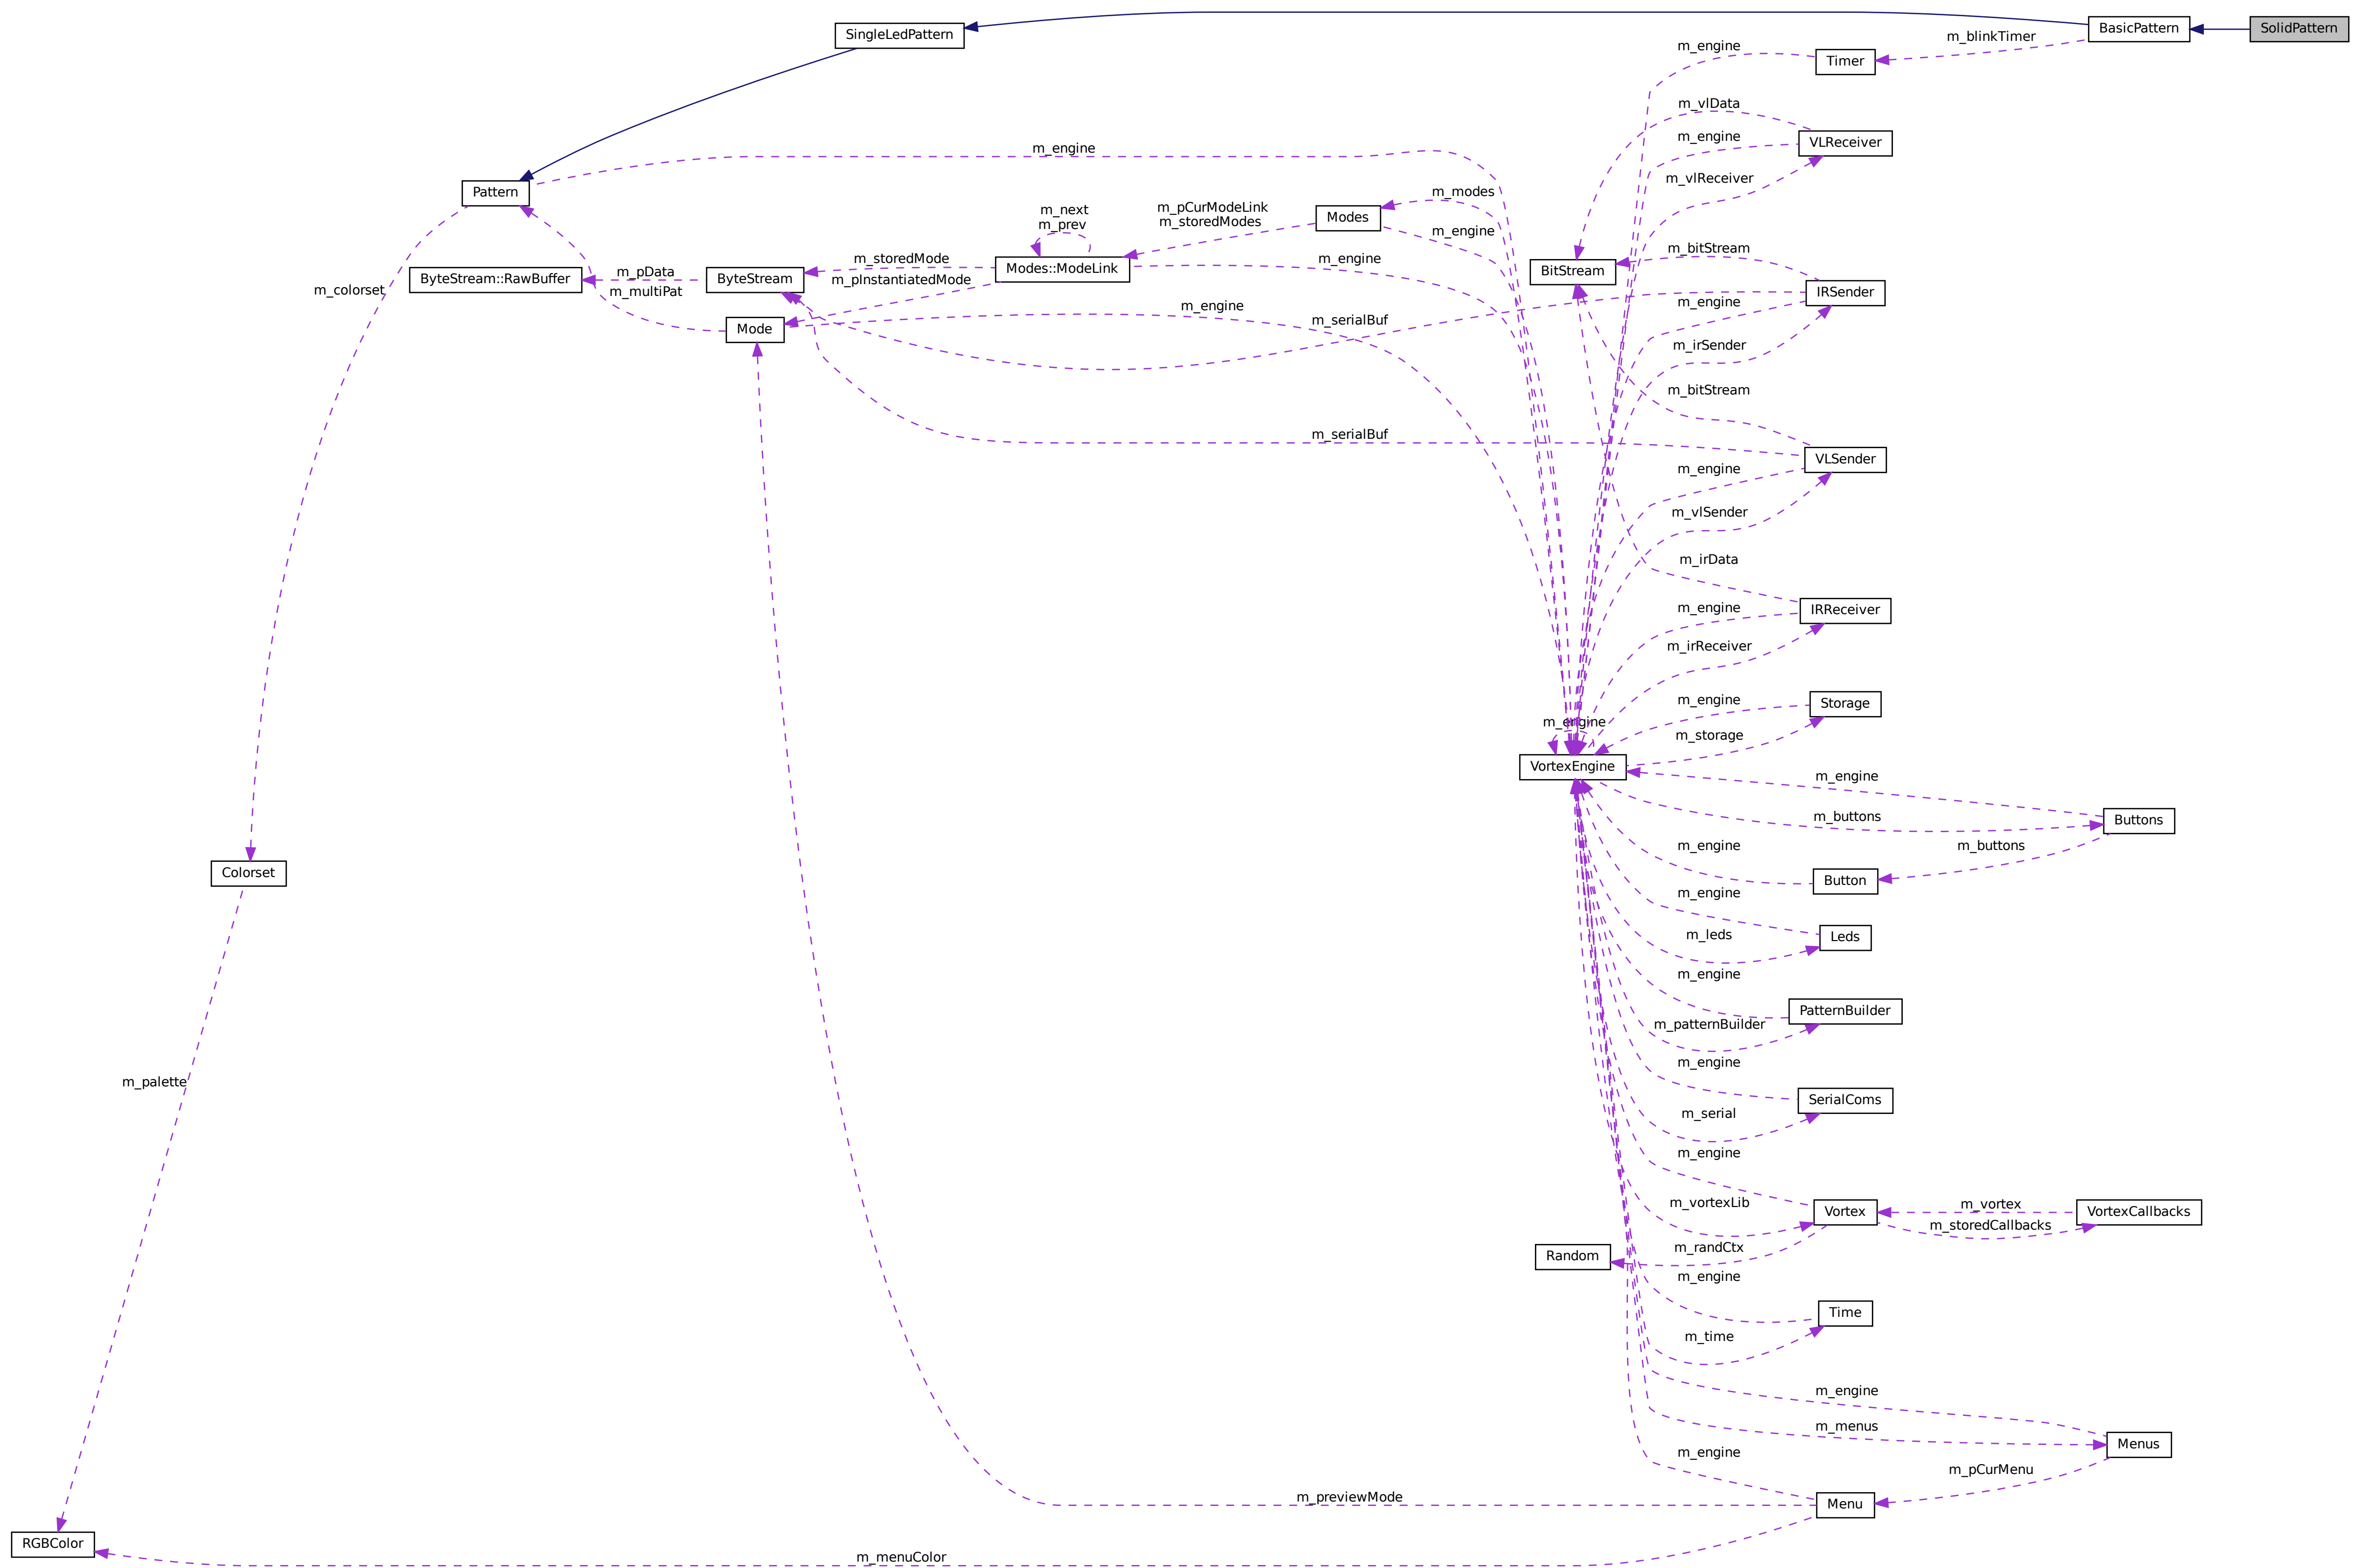 SingleLedPattern
BasicPattern
SolidPattern
m_blinkTimer
m_engine
Timer
m_vlData
m_engine
VLReceiver
m_engine
m_vlReceiver
Pattern
m_modes
m_next
m_prev
m_pCurModeLink
m_storedModes
Modes
m_engine
m_bitStream
m_storedMode
m_engine
Modes::ModeLink
BitStream
m_pData
ByteStream::RawBuffer
ByteStream
m_pInstantiatedMode
m_colorset
m_multiPat
IRSender
m_engine
m_engine
m_serialBuf
Mode
m_irSender
m_bitStream
m_serialBuf
VLSender
m_engine
m_vlSender
m_irData
m_engine
IRReceiver
m_irReceiver
m_engine
Storage
m_engine
m_storage
VortexEngine
m_engine
m_buttons
Buttons
m_engine
m_buttons
Colorset
Button
m_engine
m_leds
Leds
m_engine
PatternBuilder
m_patternBuilder
m_engine
m_palette
SerialComs
m_serial
m_engine
m_vortexLib
m_vortex
Vortex
VortexCallbacks
m_storedCallbacks
m_randCtx
Random
m_engine
Time
m_time
m_engine
m_menus
Menus
m_engine
m_pCurMenu
m_previewMode
Menu
RGBColor
m_menuColor